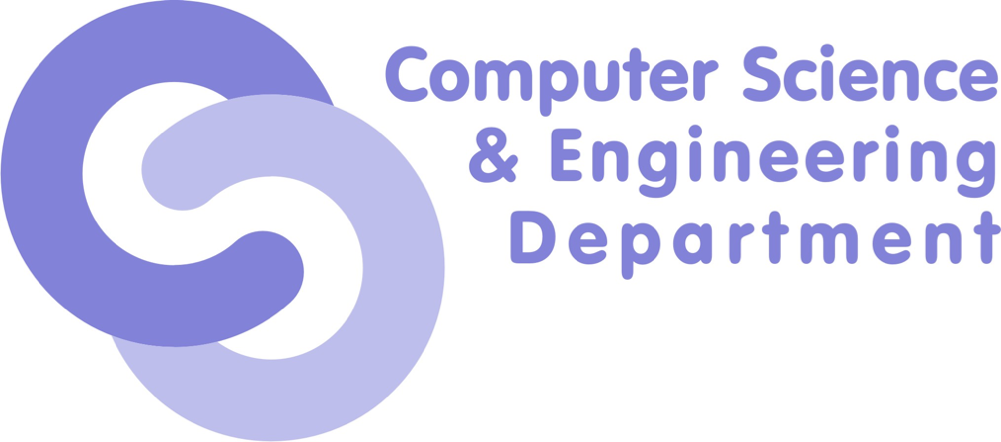 Computer Science
& Engineering
Department